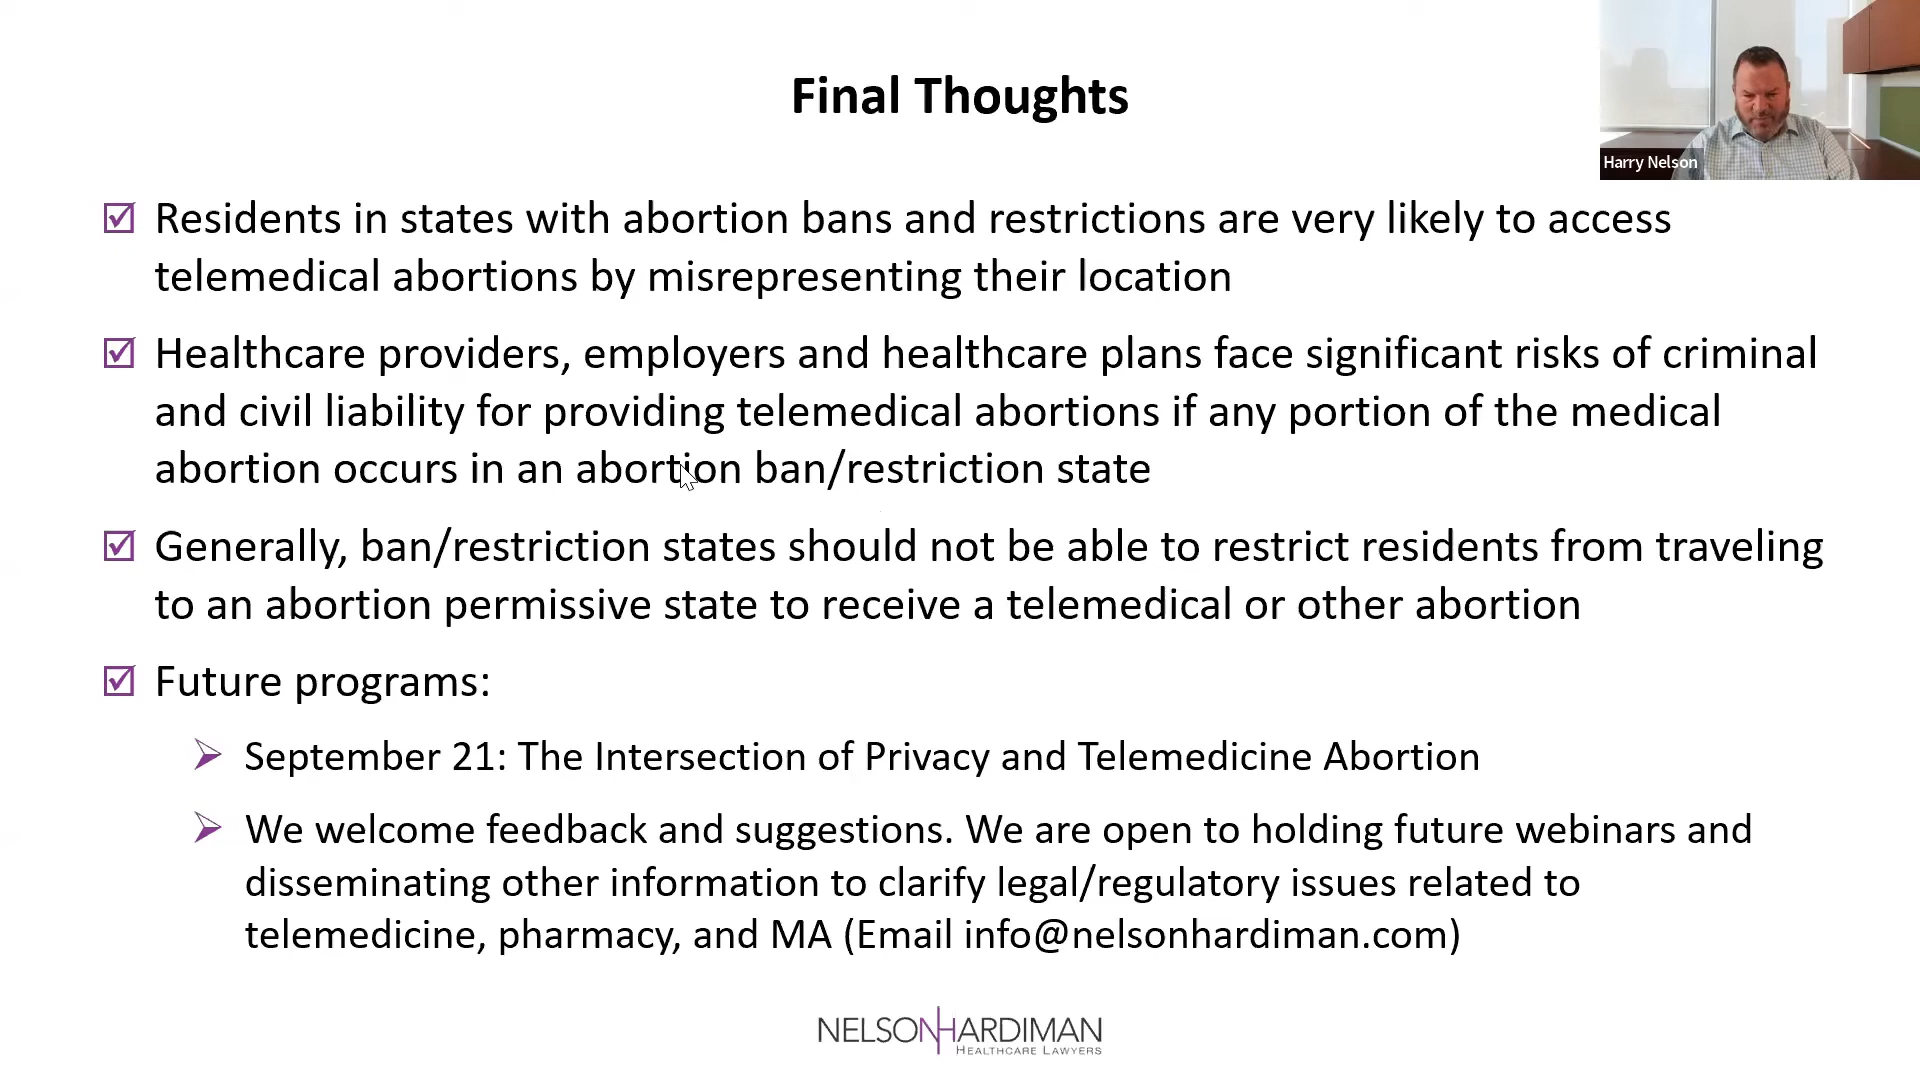 Final Thoughts
Harry Nelson
Residents in states with abortion bans and restrictions are very likely to access
telemedical abortions by misrepresenting their location
Healthcare providers, employers and healthcare plans face significant risks of criminal
and civil liability for providing telemedical abortions if any portion of the medical
abortion occurs in an abortion ban/restriction state
Generally, ban/restriction states should not be able to restrict residents from traveling
to an abortion permissive state to receive a telemedical or other abortion
Future programs:
September 21: The Intersection of Privacy and Telemedicine Abortion
We welcome feedback and suggestions. We are open to holding future webinars and
disseminating other information to clarify legal/regulatory issues related to
telemedicine, pharmacy, and MA (Email info@nelsonhardiman.com)
NELSONHARDIMAN
HEALTHCARE LAWYERS